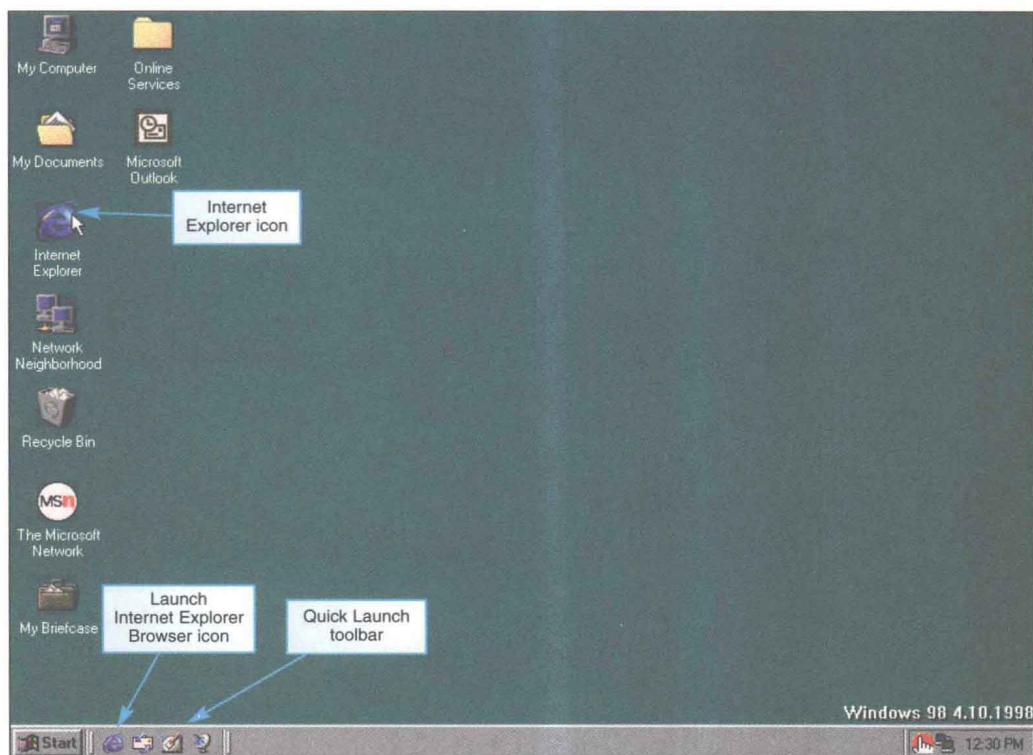 My Computer
Online
Services
My Documents
Microsoft
Outlook
Internet
Explorer icon
Internet
Explorer
Network
Neighborhood
Recycle Bin
MSn
The Microsoft
Network
My Briefcase
Launch
Internet Explorer
Browser icon
Quick Launch
toolbar
Windows 98 4.10.1998
Start
12:30 PM